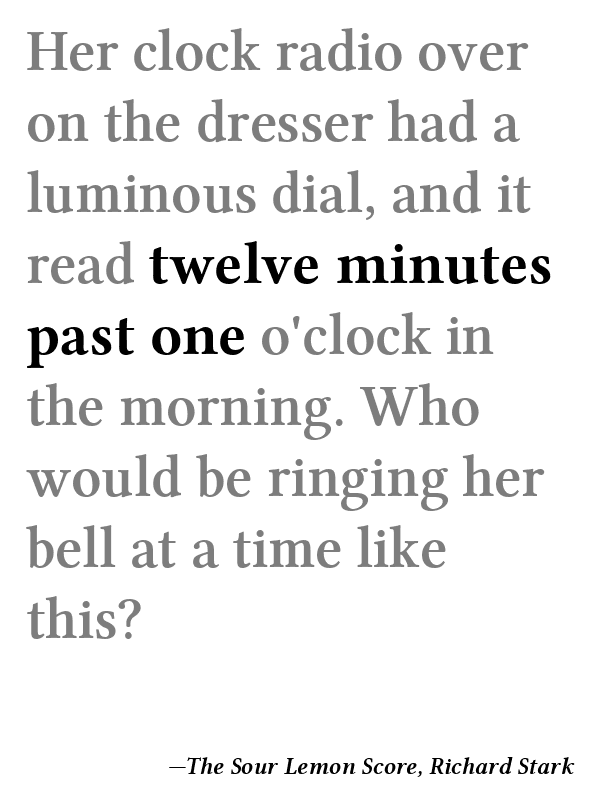 Her clock radio over
on the dresser had a
luminous dial, and it
read twelve minutes
past one o'clock in
the morning. Who
would be ringing her
bell at a time like
this?
—The Sour Lemon Score, Richard Stark